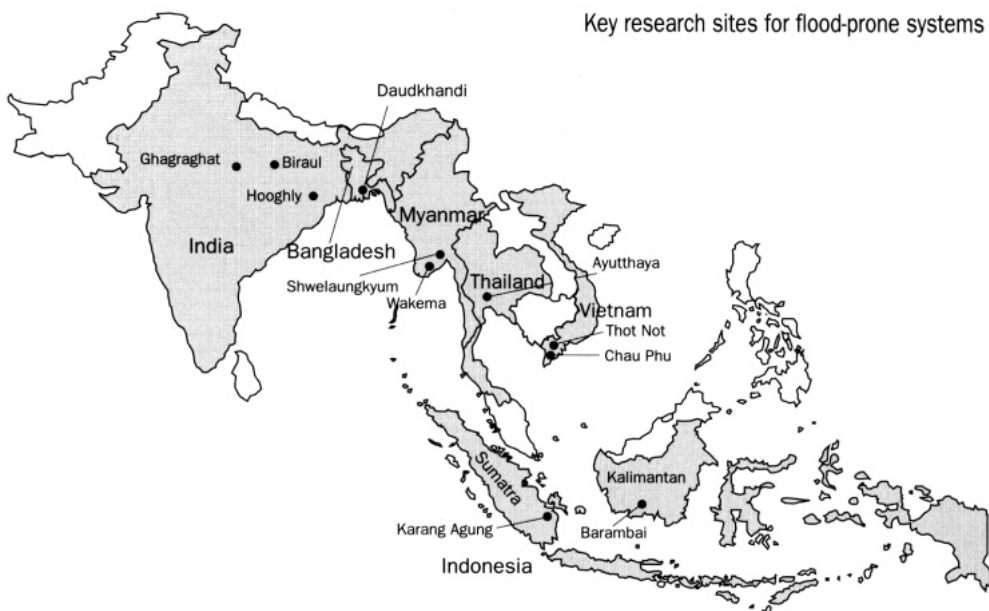 Key research sites for flood-prone systems
Daudkhandi
Ghagraghat
Biraul
Hooghly
Myanmar
India
Bangladesh
Ayutthaya
Shwelaungkyum
Thailand
Wakema
Vietnam
Thot Not
Chau Phu
Sumatra
Kalimantan
Karang Agung
Barambai
Indonesia